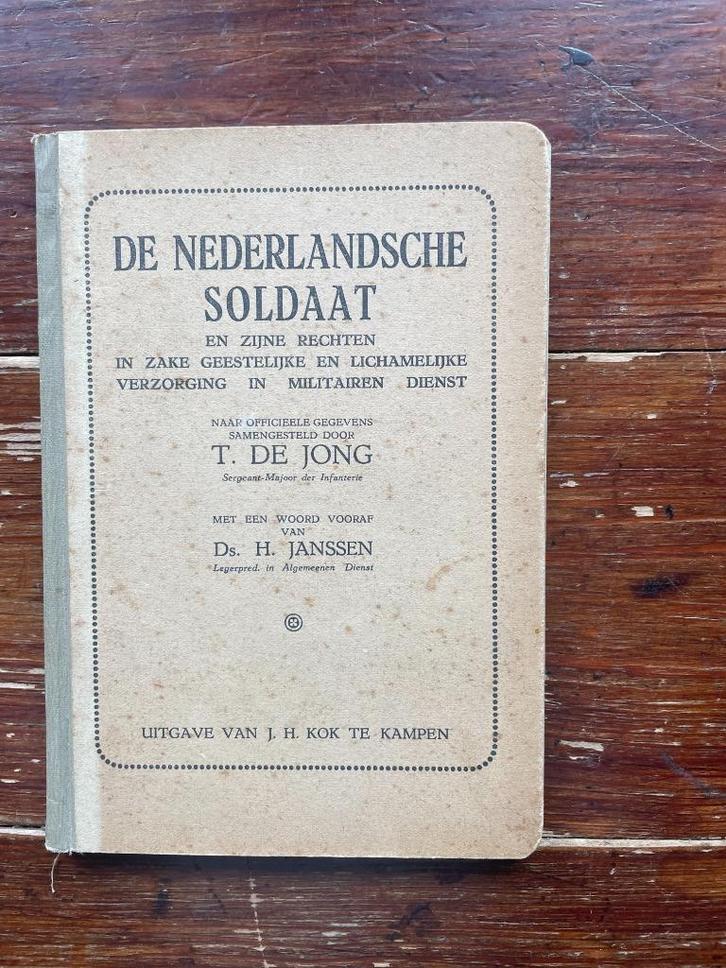 DE NEDERLANDSCHE
SOLDAAT
EN ZIJNE RECHTEN
IN ZAKE GEESTELIJKE EN LICHAMELIJKE
VERZORGING IN MILITAIREN DIENST
NAAR OFFICIEELE GEGEVENS
SAMENGESTELD DOOR
T. DE JONG
Sergeant-Majoor der Infanterie
MET EEN WOORD VOORAF
VAN
Ds. H. JANSSEN
Legerpred. in Algemeenen Dienst
UITGAVE VAN J. H. KOK TE KAMPEN